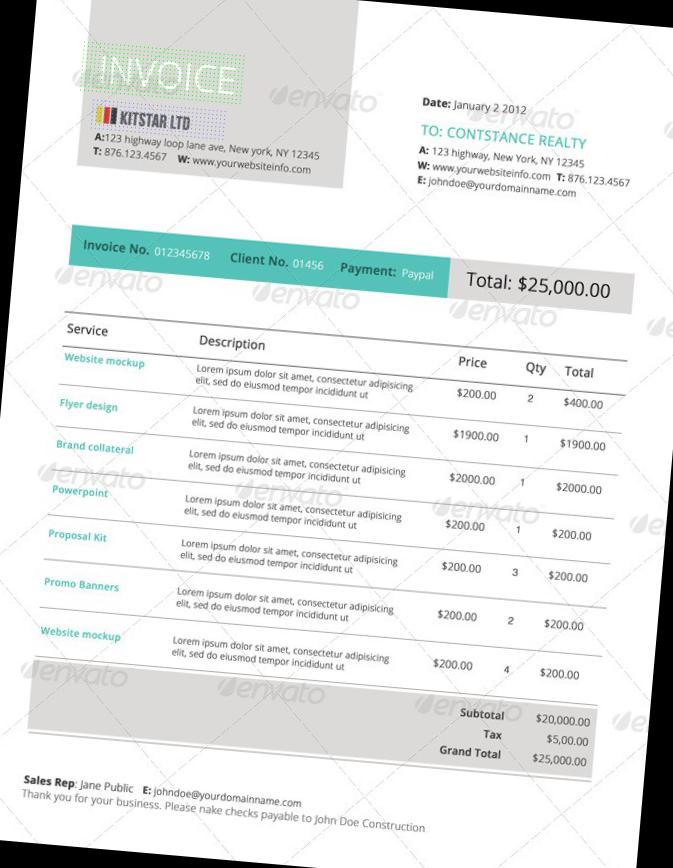 INVOICE
KITSTAR LTD
A:123 highway loop lane ave, New york, NY 12345
T: 876.123.4567 W: www.yourwebsiteinfo.com
Date: January 2 2012
TO: CONTSTANCE REALTY
A: 123 highway, New York, NY 12345
W: www.yourwebsiteinfo.com T: 876.123.4567
E: johndoe@yourdomainname.com
Invoice No. 012345678 Client No. 01456 Payment: Paypal Total: $25,000.00
Service Description Price Qty Total
Website mockup Lorem ipsum dolor sit amet, consectetur adipisicing
elit, sed do eiusmod tempor incididunt ut $200.00 2 $400.00
Flyer design Lorem ipsum dolor sit amet, consectetur adipisicing
elit, sed do eiusmod tempor incididunt ut $1900.00 1 $1900.00
Brand collateral Lorem ipsum dolor sit amet, consectetur adipisicing
elit, sed do eiusmod tempor incididunt ut $2000.00 1 $2000.00
Powerpoint Lorem ipsum dolor sit amet, consectetur adipisicing
elit, sed do eiusmod tempor incididunt ut $200.00 1 $200.00
Proposal Kit Lorem ipsum dolor sit amet, consectetur adipisicing
elit, sed do eiusmod tempor incididunt ut $200.00 3 $200.00
Promo Banners Lorem ipsum dolor sit amet, consectetur adipisicing
elit, sed do eiusmod tempor incididunt ut $200.00 2 $200.00
Website mockup Lorem ipsum dolor sit amet, consectetur adipisicing
elit, sed do eiusmod tempor incididunt ut $200.00 4 $200.00
Subtotal $20,000.00
Tax $5,00.00
Grand Total $25,000.00
Sales Rep: Jane Public E: johndoe@yourdomainname.com
Thank you for your business. Please nake checks payable to John Doe Construction
envato